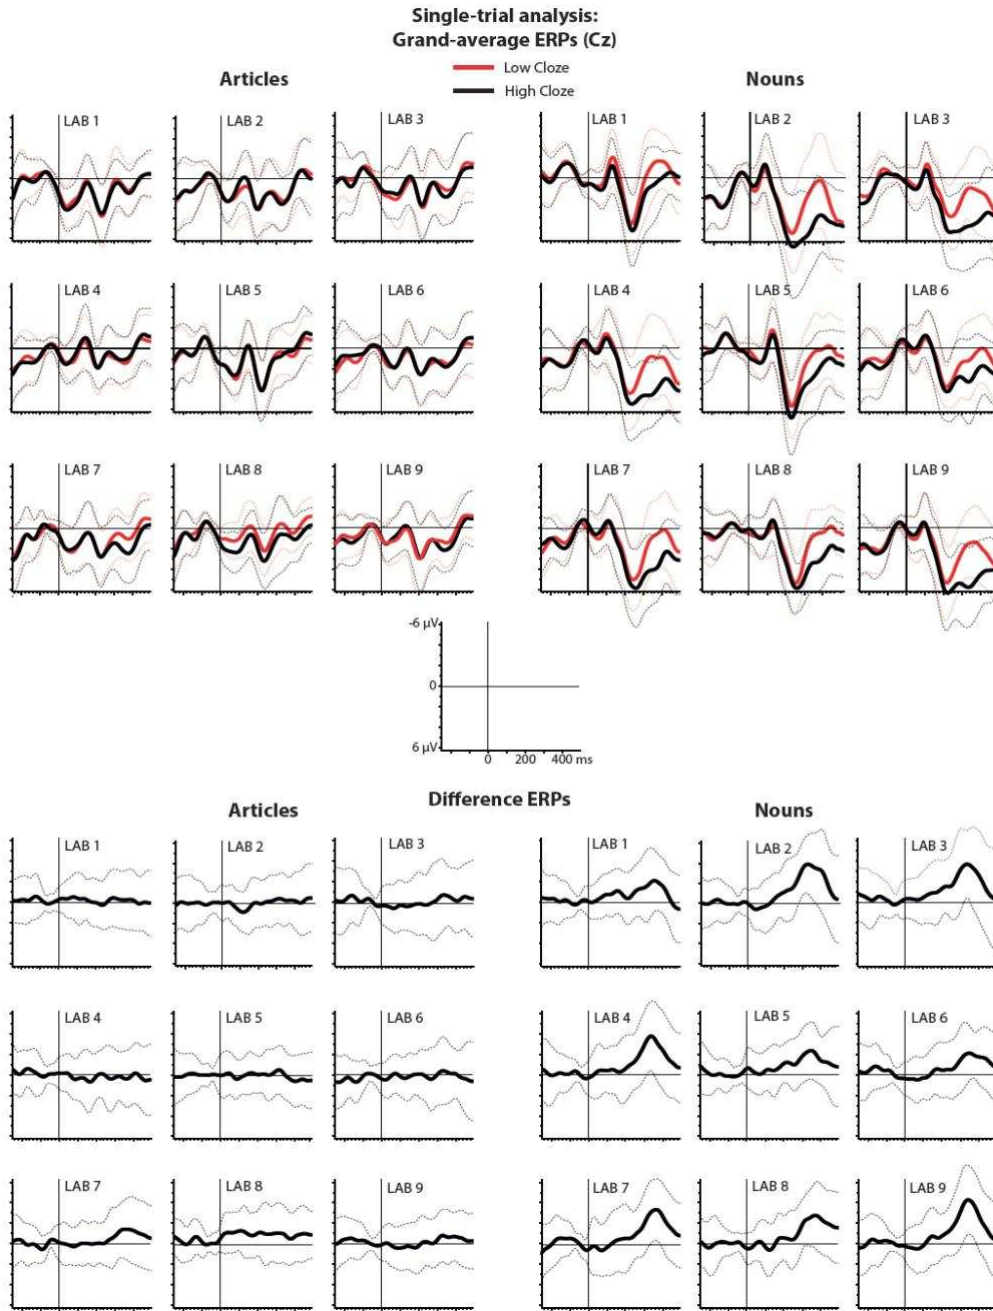 Single-trial analysis:
Grand-average ERPs (Cz)
Low Cloze
High Cloze
Articles
Nouns
LAB 1
LAB 2
LAB 3
LAB 1
LAB 2
LAB 3
LAB 4
LAB 5
LAB 6
LAB 4
LAB 5
LAB 6
LAB 7
LAB 8
LAB 9
LAB 7
LAB 8
LAB 9
-6 µV
0
6 µV
0 200 400 ms
Difference ERPs
Articles
Nouns
LAB 1
LAB 2
LAB 3
LAB 1
LAB 2
LAB 3
LAB 4
LAB 5
LAB 6
LAB 4
LAB 5
LAB 6
LAB 7
LAB 8
LAB 9
LAB 7
LAB 8
LAB 9